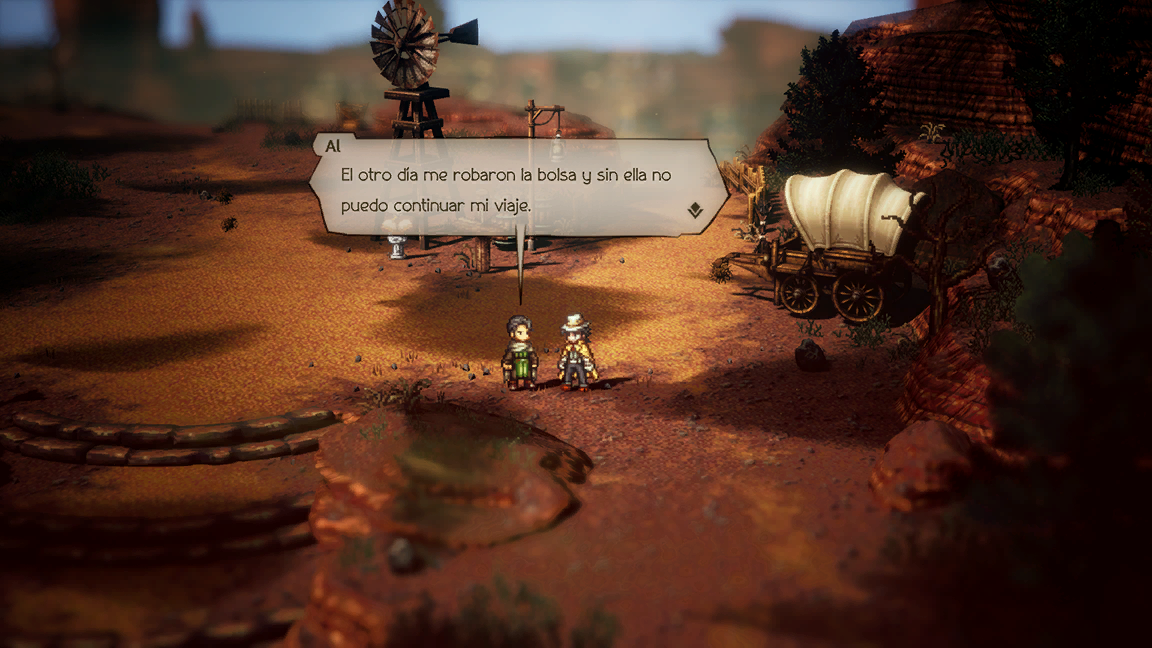 Al
El otro día me robaron la bolsa y sin ella no
puedo continuar mi viaje.